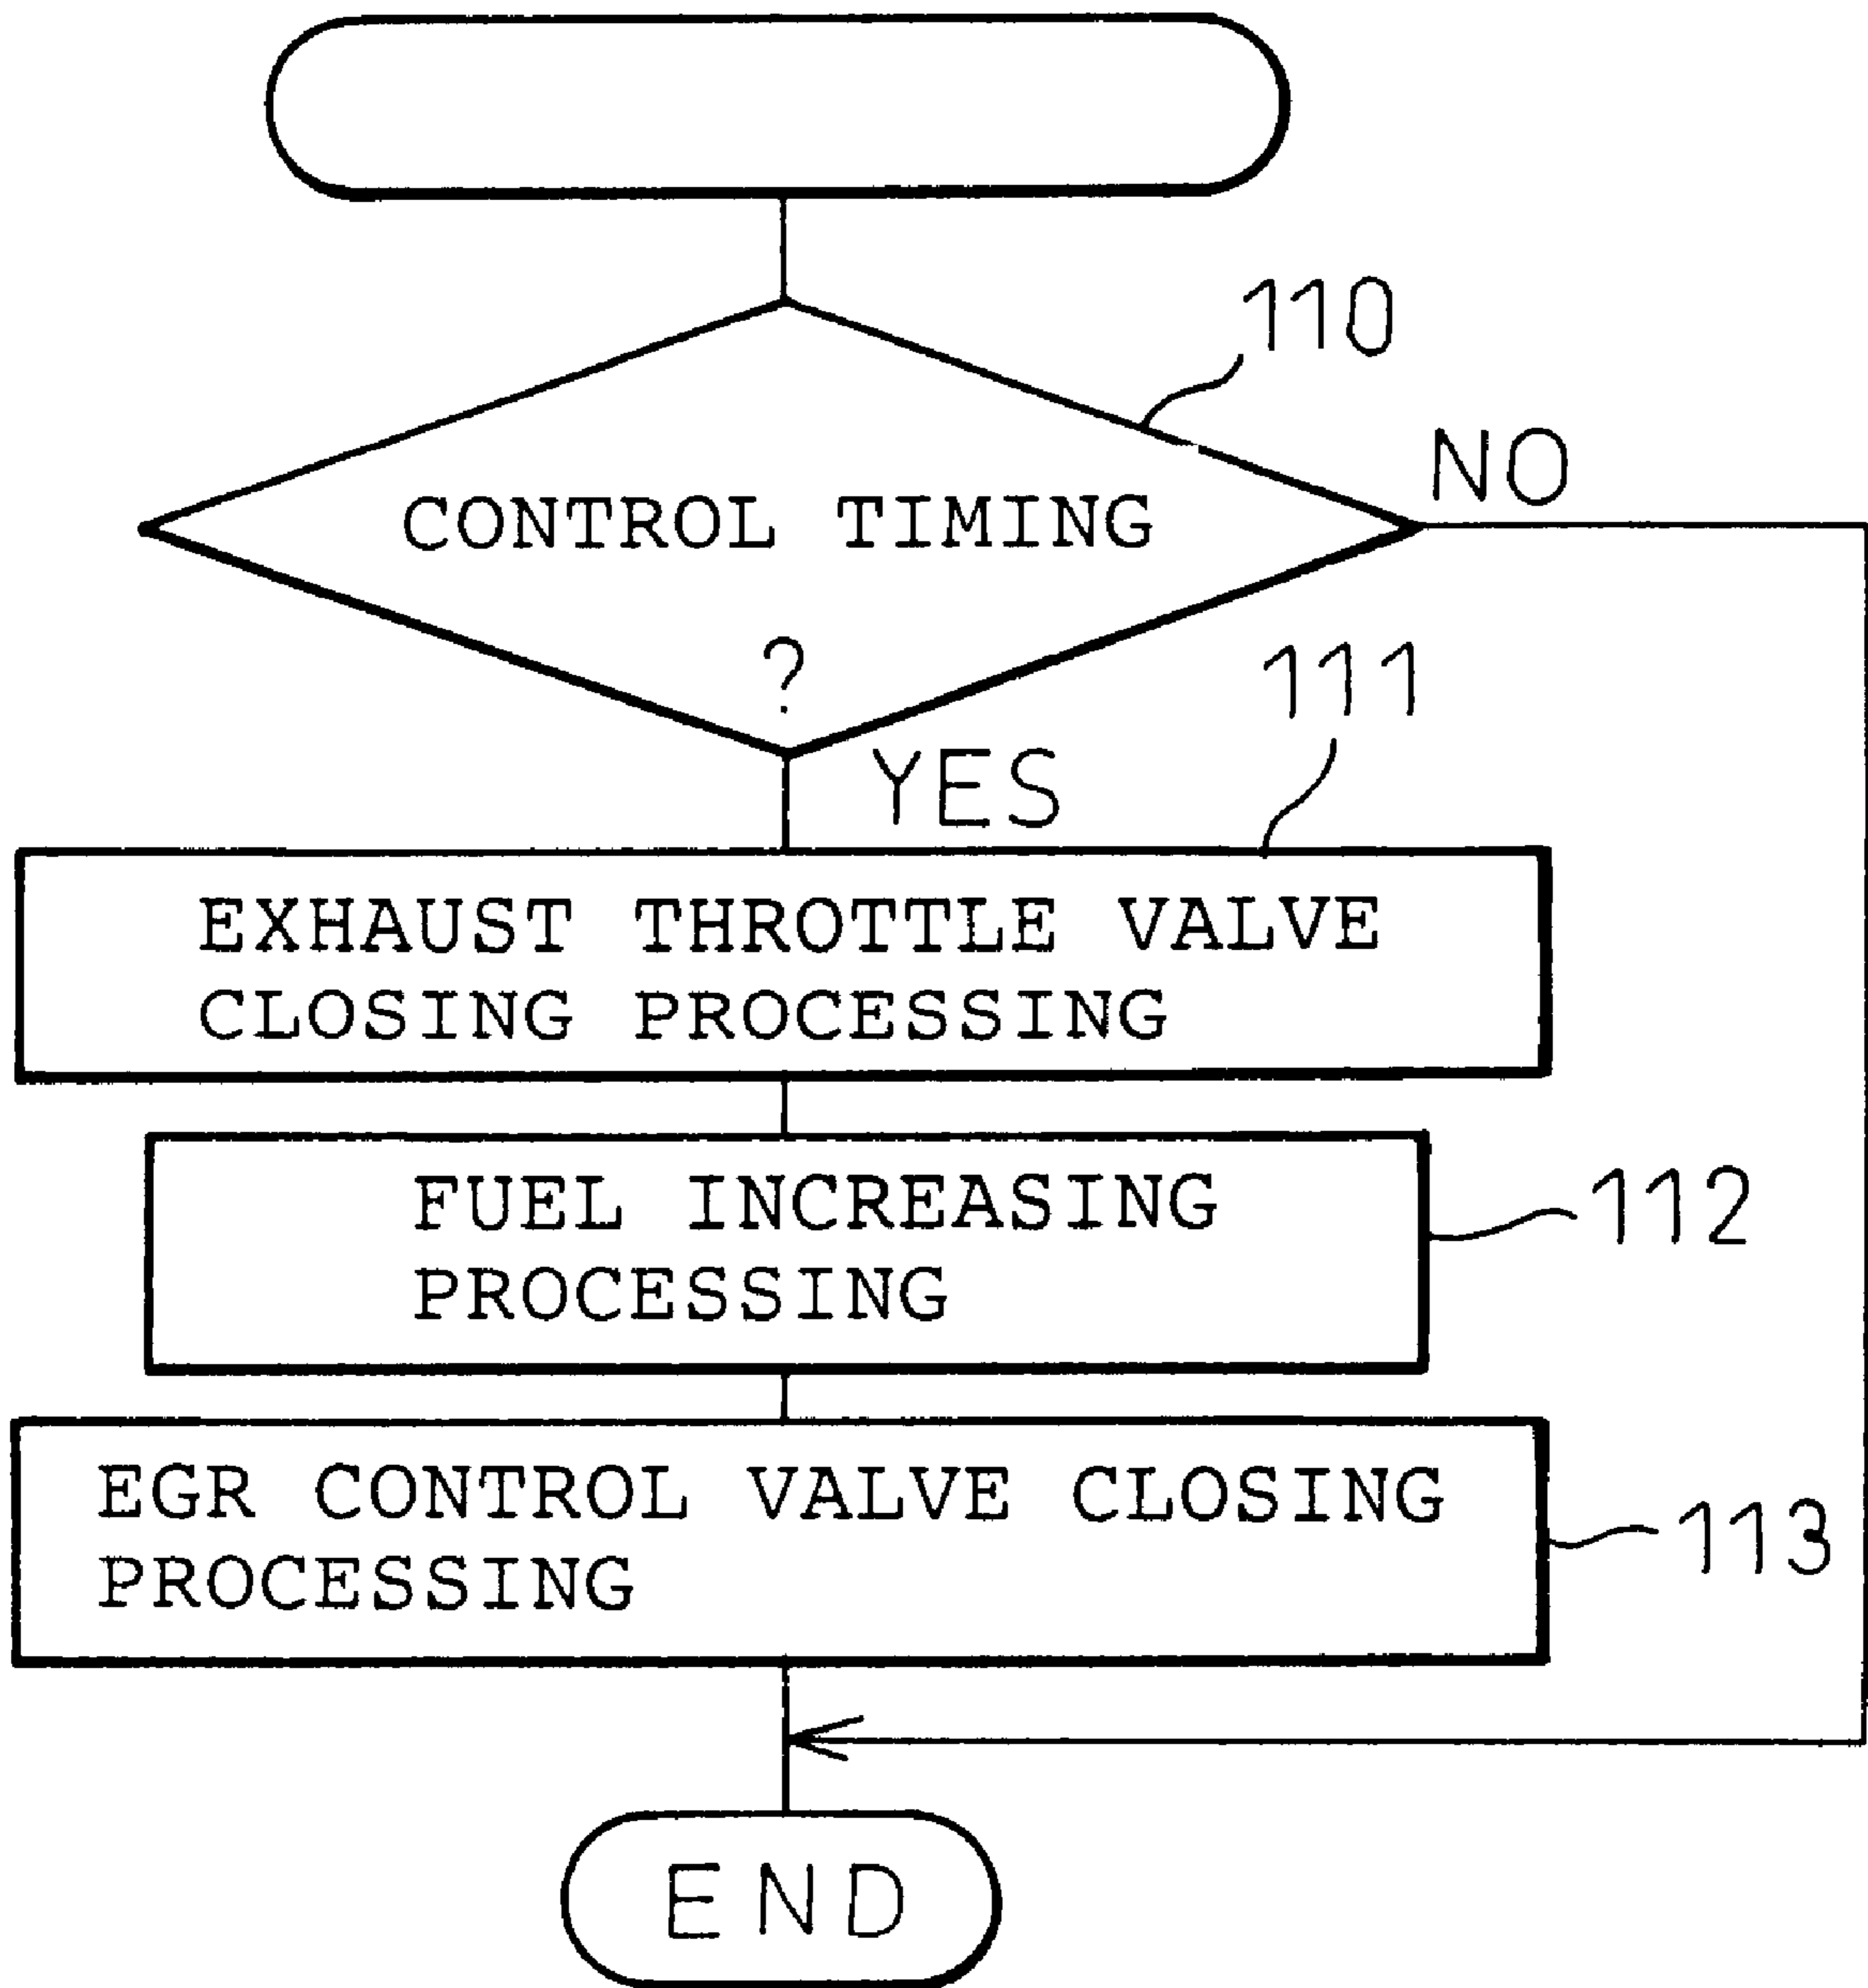 110
CONTROL TIMING
?
NO
YES
111
EXHAUST THROTTLE VALVE
CLOSING PROCESSING
FUEL INCREASING
PROCESSING
112
EGR CONTROL VALVE CLOSING
PROCESSING
113
END